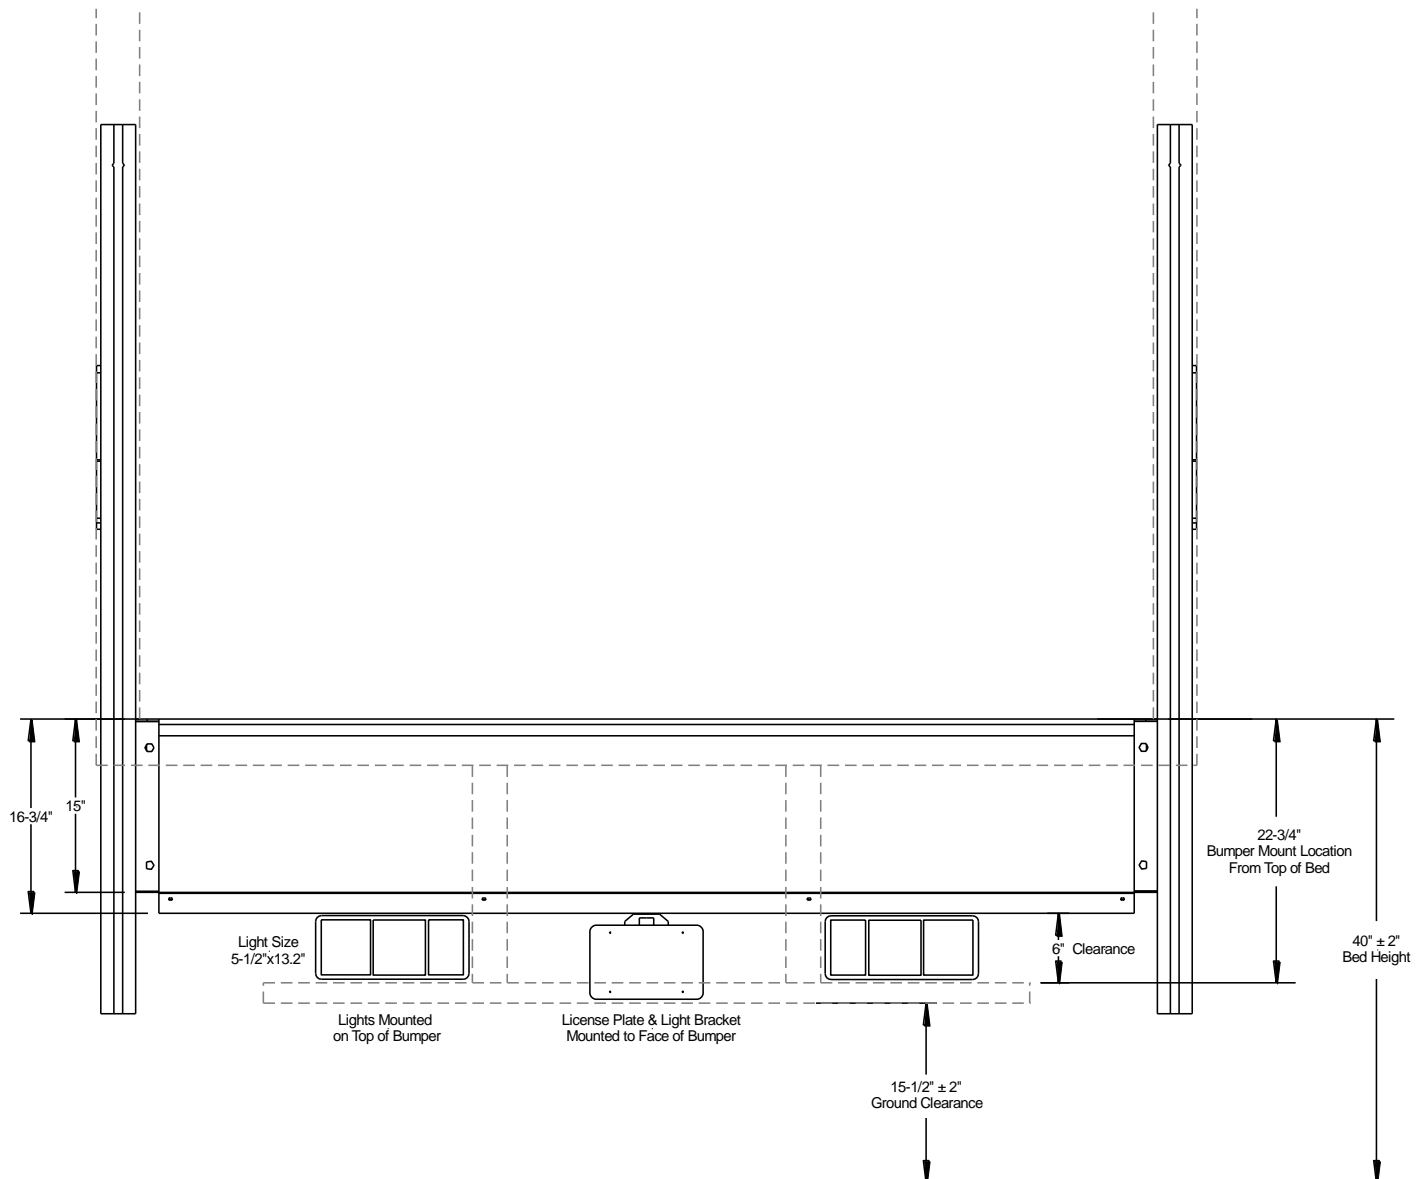 16-3/4"
15"
22-3/4"
Bumper Mount Location
From Top of Bed
Light Size
5-1/2"x13.2"
6" Clearance
40" ± 2"
Bed Height
Lights Mounted
on Top of Bumper
License Plate & Light Bracket
Mounted to Face of Bumper
15-1/2" ± 2"
Ground Clearance